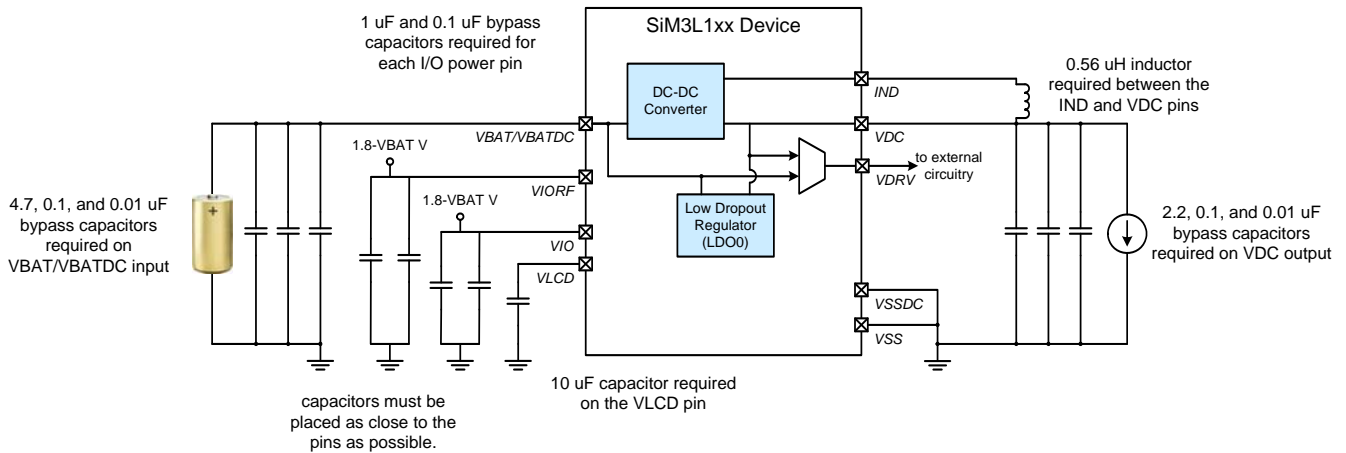 SiM3L1xx Device
1 uF and 0.1 uF bypass
capacitors required for
each I/O power pin
DC-DC
Converter
IND
0.56 uH inductor
required between the
IND and VDC pins
VBAT/VBATDC
VDC
1.8-VBAT V
VIORF
VDRV
to external
circuitry
1.8-VBAT V
Low Dropout
Regulator
(LDO0)
4.7, 0.1, and 0.01 uF
bypass capacitors
required on
VBAT/VBATDC input
+
2.2, 0.1, and 0.01 uF
bypass capacitors
required on VDC output
VIO
VLCD
VSSDC
VSS
10 uF capacitor required
on the VLCD pin
capacitors must be
placed as close to the
pins as possible.